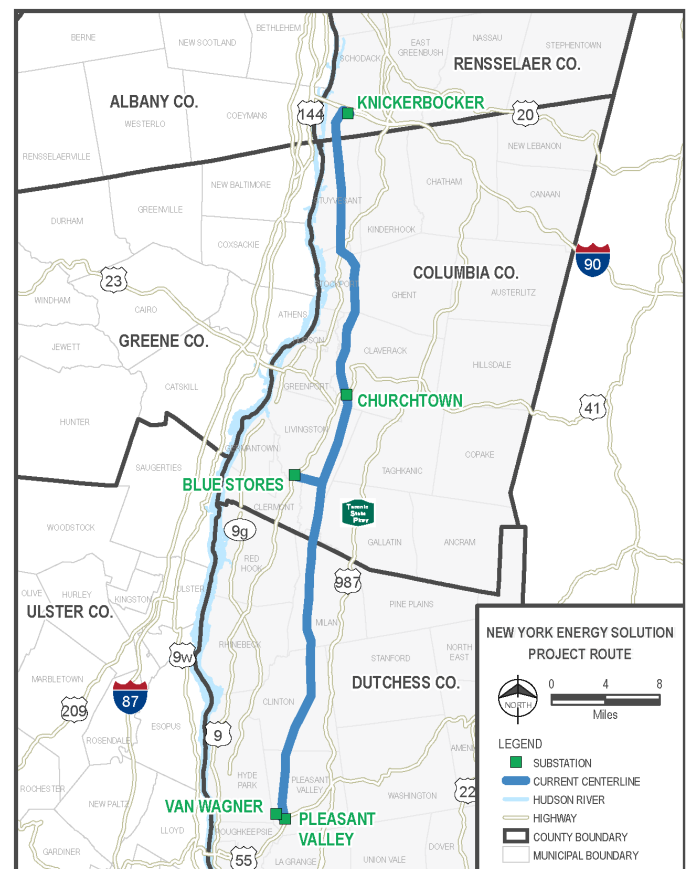 BETHLEHEM
BERNE
NEW SCOTLAND
NASSAU
EAST
GREENBUSH
STEPHENTOWN
SCHODACK
RENSSELAER CO.
ALBANY CO.
KNICKERBOCKER
COEYMANS
144
20
WESTERLO
RENSSELAERVILLE
NEW LEBANON
NEW BALTIMORE
CHATHAM
CANAAN
GREENVILLE
DURHAM
KINDERHOOK
COXSACKIE
90
COLUMBIA CO.
23
GHENT
AUSTERLITZ
WINDHAM
CAIRO
ATHENS
GREENE CO.
JEWETT
CLAVERACK
HILLSDALE
CATSKILL
GREENPORT
CHURCHTOWN
41
HUNTER
LIVINGSTON
COPAKE
SAUGERTIES
TAGHKANIC
BLUE STORES
CLERMONT
Taconic
State
Pkwy
WOODSTOCK
9g
GALLATIN
ANCRAM
RED
HOOK
987
OLIVE
HURLEY
KINGSTON
ULSTER
PINE PLAINS
ULSTER CO.
MILAN
NEW YORK ENERGY SOLUTION
PROJECT ROUTE
RHINEBECK
NORTH
EAST
9w
STANFORD
MARBLETOWN
DUTCHESS CO.
0 4 8
NORTH
Miles
87
209
CLINTON
ESOPUS
9
ROSENDALE
LEGEND
SUBSTATION
HYDE
PARK
PLEASANT
VALLEY
CURRENT CENTERLINE
ROCHESTER
NEW PALTZ
WASHINGTON
22
HUDSON RIVER
VAN WAGNER
HIGHWAY
PLEASANT
VALLEY
LLOYD
COUNTY BOUNDARY
GARDINER
55
LA GRANGE
UNION VALE
DOVER
MUNICIPAL BOUNDARY